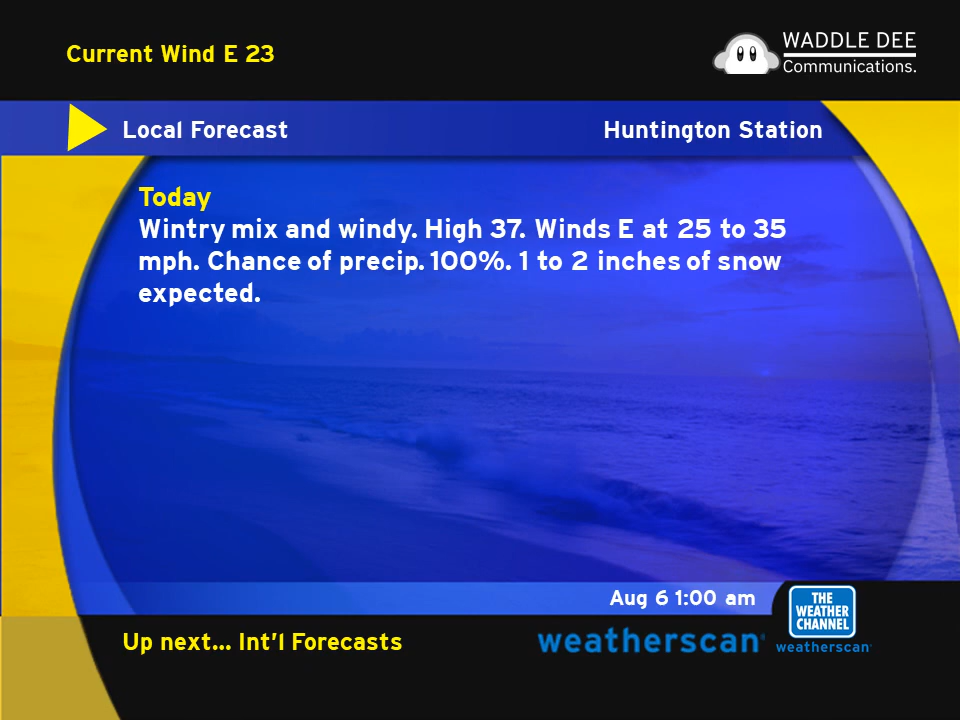 Current Wind E 23
WADDLE DEE
Communications.
Local Forecast
Huntington Station
Today
Wintry mix and windy. High 37. Winds E at 25 to 35
mph. Chance of precip. 100%. 1 to 2 inches of snow
expected.
Aug 6 1:00 am
THE
WEATHER
CHANNEL
Up next... Int'l Forecasts
weatherscan
weatherscan